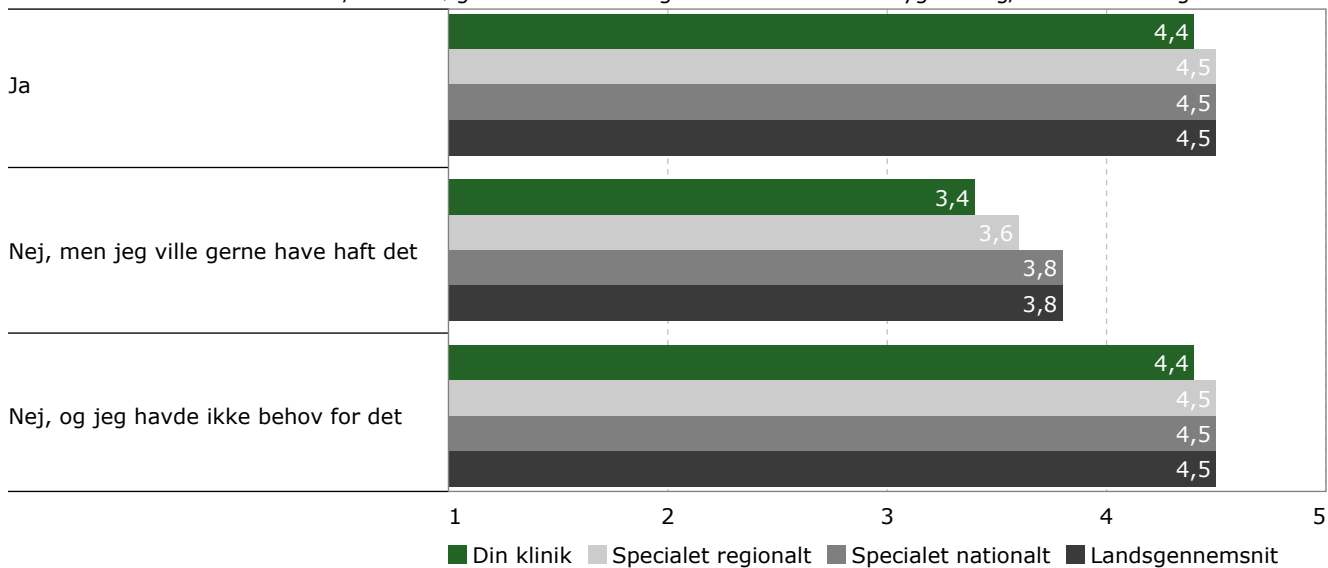 4,4
4,5
Ja
4,5
4,5
3,4
3,6
Nej, men jeg ville gerne have haft det
3,8
3,8
4,4
4,5
Nej, og jeg havde ikke behov for det
4,5
4,5
1 2 3 4 5
Din klinik Specialet regionalt Specialet nationalt Landsgennemsnit